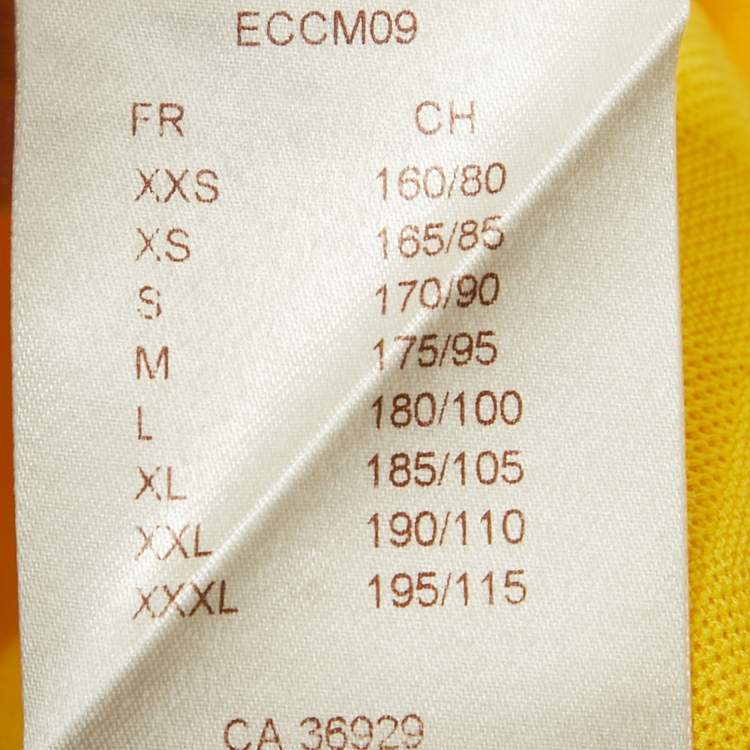 ECCM09
FR CH
XXS 160/80
XS 165/85
S 170/90
M 175/95
L 180/100
XL 185/105
XXL 190/110
XXXL 195/115
CA 36929